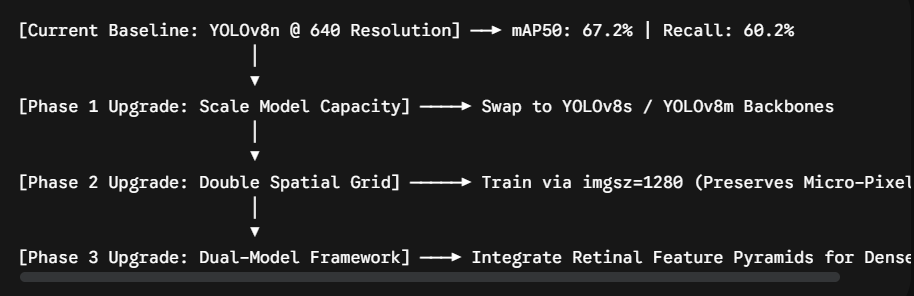 [Current Baseline: YOLOv8n @ 640 Resolution] ──► mAP50: 67.2% | Recall: 60.2%
[Phase 1 Upgrade: Scale Model Capacity] ────► Swap to YOLOv8s / YOLOv8m Backbones
[Phase 2 Upgrade: Double Spatial Grid] ─────► Train via imgsz=1280 (Preserves Micro-Pixel
[Phase 3 Upgrade: Dual-Model Framework] ───► Integrate Retinal Feature Pyramids for Dense